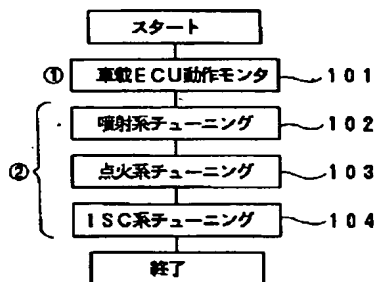 スタート
① 車載ECU動作モンタ 101
噴射系チューニング 102
② 点火系チューニング 103
ISC系チューニング 104
終了